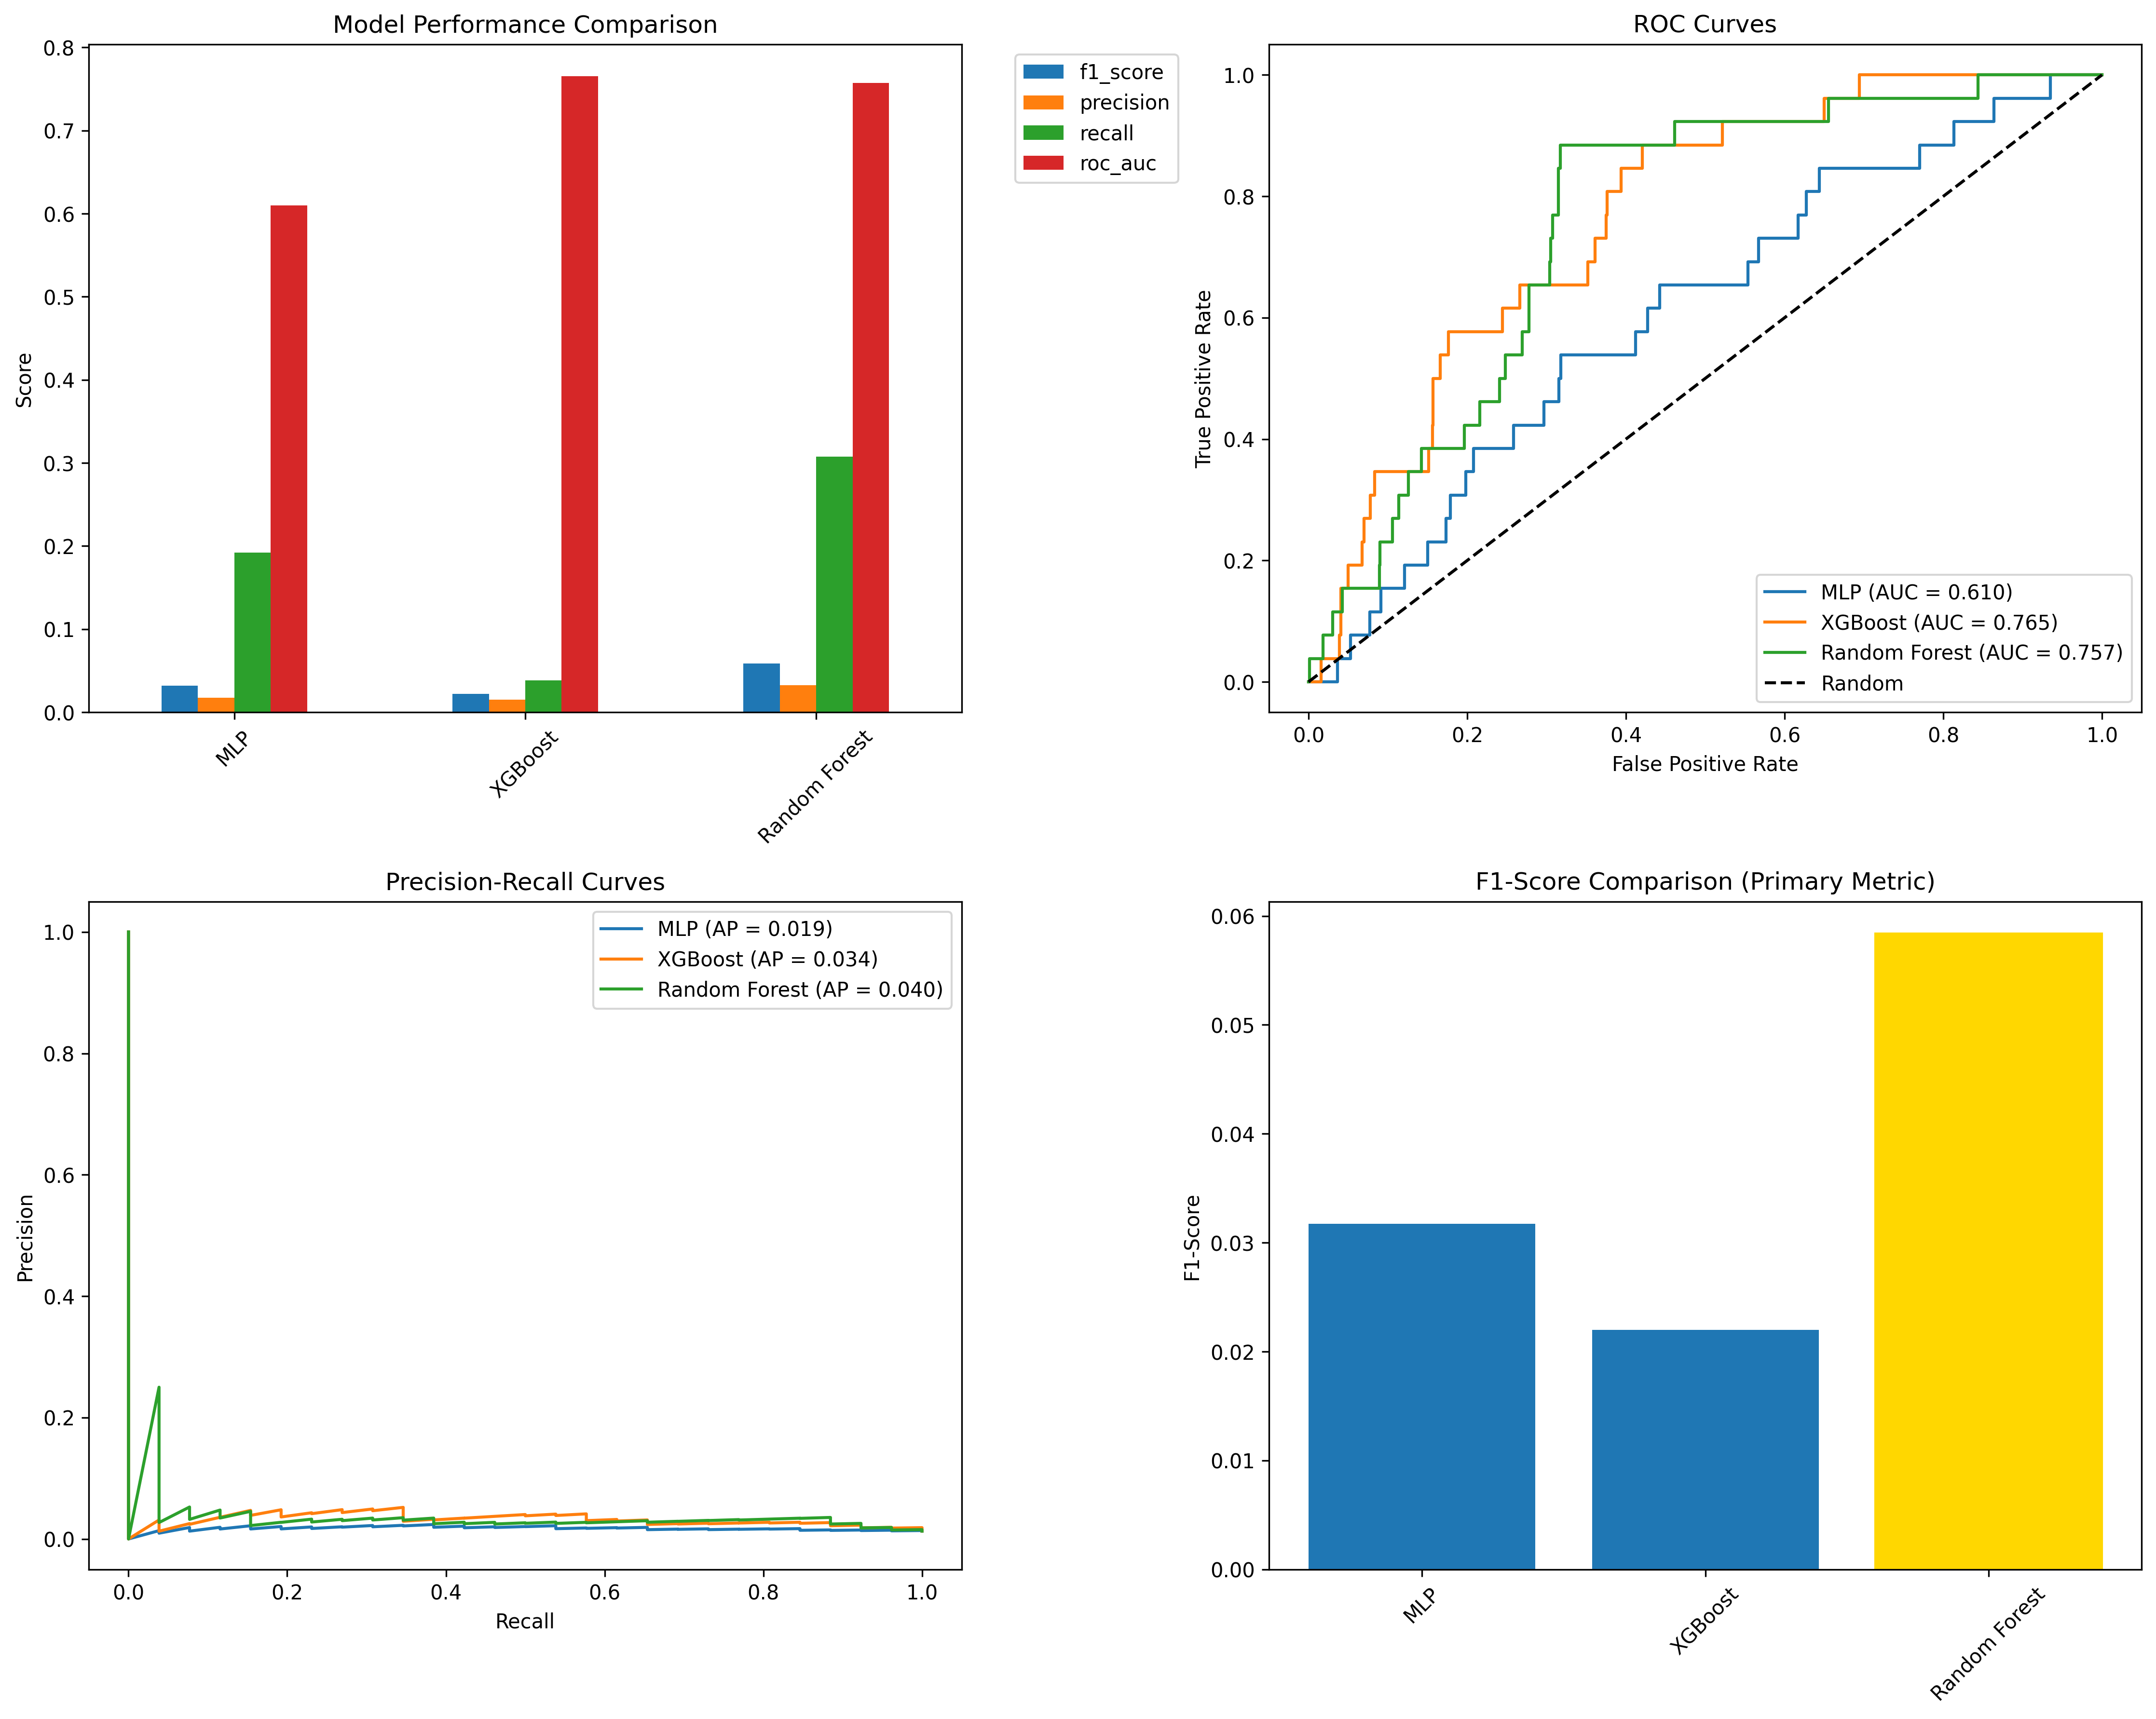 Model Performance Comparison
0.8
0.7
0.6
0.5
0.4
0.3
0.2
0.1
0.0
Score
MLP
XGBoost
Random Forest
f1_score
precision
recall
roc_auc
ROC Curves
1.0
0.8
0.6
0.4
0.2
0.0
True Positive Rate
0.0 0.2 0.4 0.6 0.8 1.0
False Positive Rate
MLP (AUC = 0.610)
XGBoost (AUC = 0.765)
Random Forest (AUC = 0.757)
Random
Precision-Recall Curves
1.0
0.8
0.6
0.4
0.2
0.0
Precision
0.0 0.2 0.4 0.6 0.8 1.0
Recall
MLP (AP = 0.019)
XGBoost (AP = 0.034)
Random Forest (AP = 0.040)
F1-Score Comparison (Primary Metric)
0.06
0.05
0.04
0.03
0.02
0.01
0.00
F1-Score
MLP
XGBoost
Random Forest